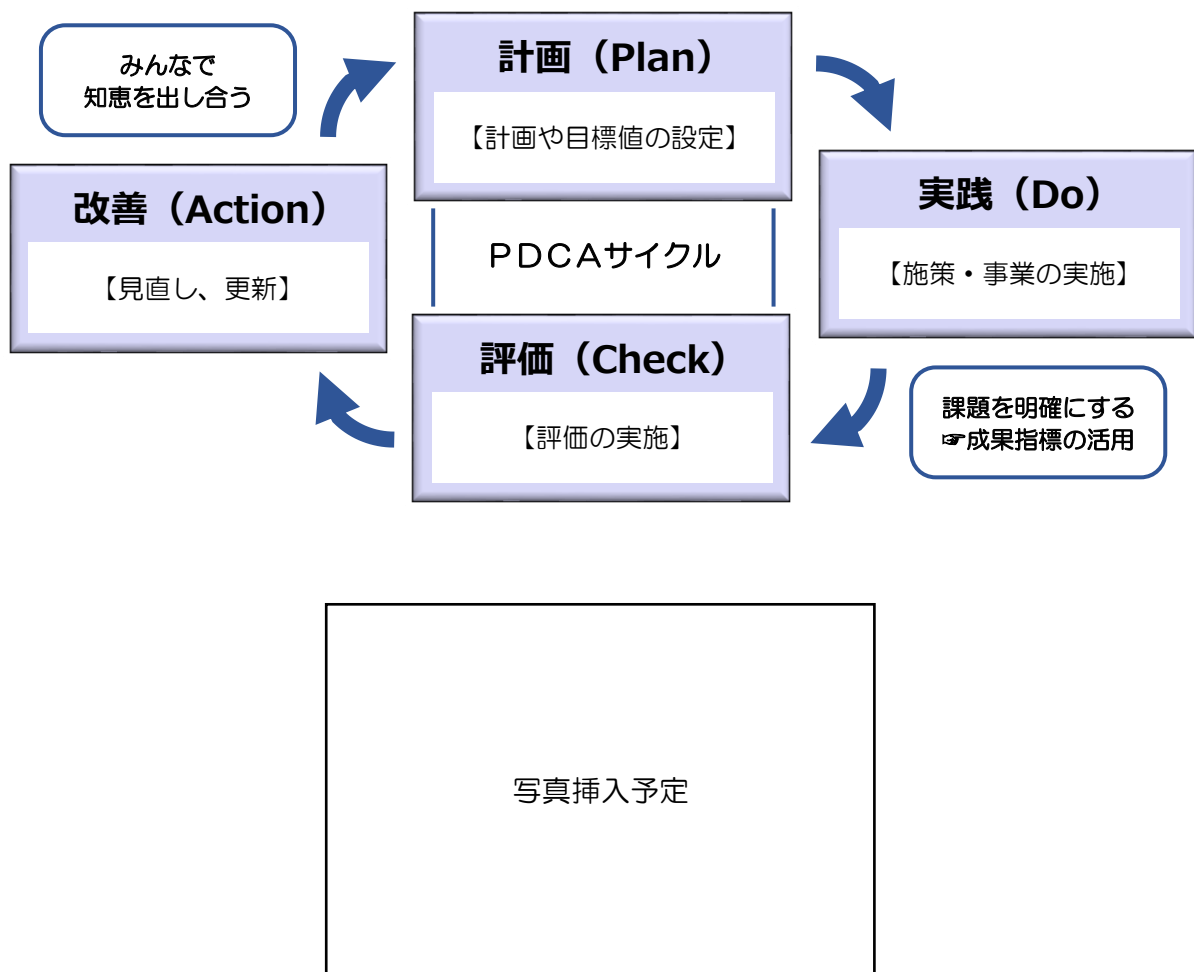 みんなで
知恵を出し合う
計画（Plan）
【計画や目標値の設定】
改善（Action）
【見直し、更新】
実践（Do）
【施策・事業の実施】
ＰＤＣＡサイクル
評価（Check）
【評価の実施】
課題を明確にする
☞成果指標の活用
写真挿入予定